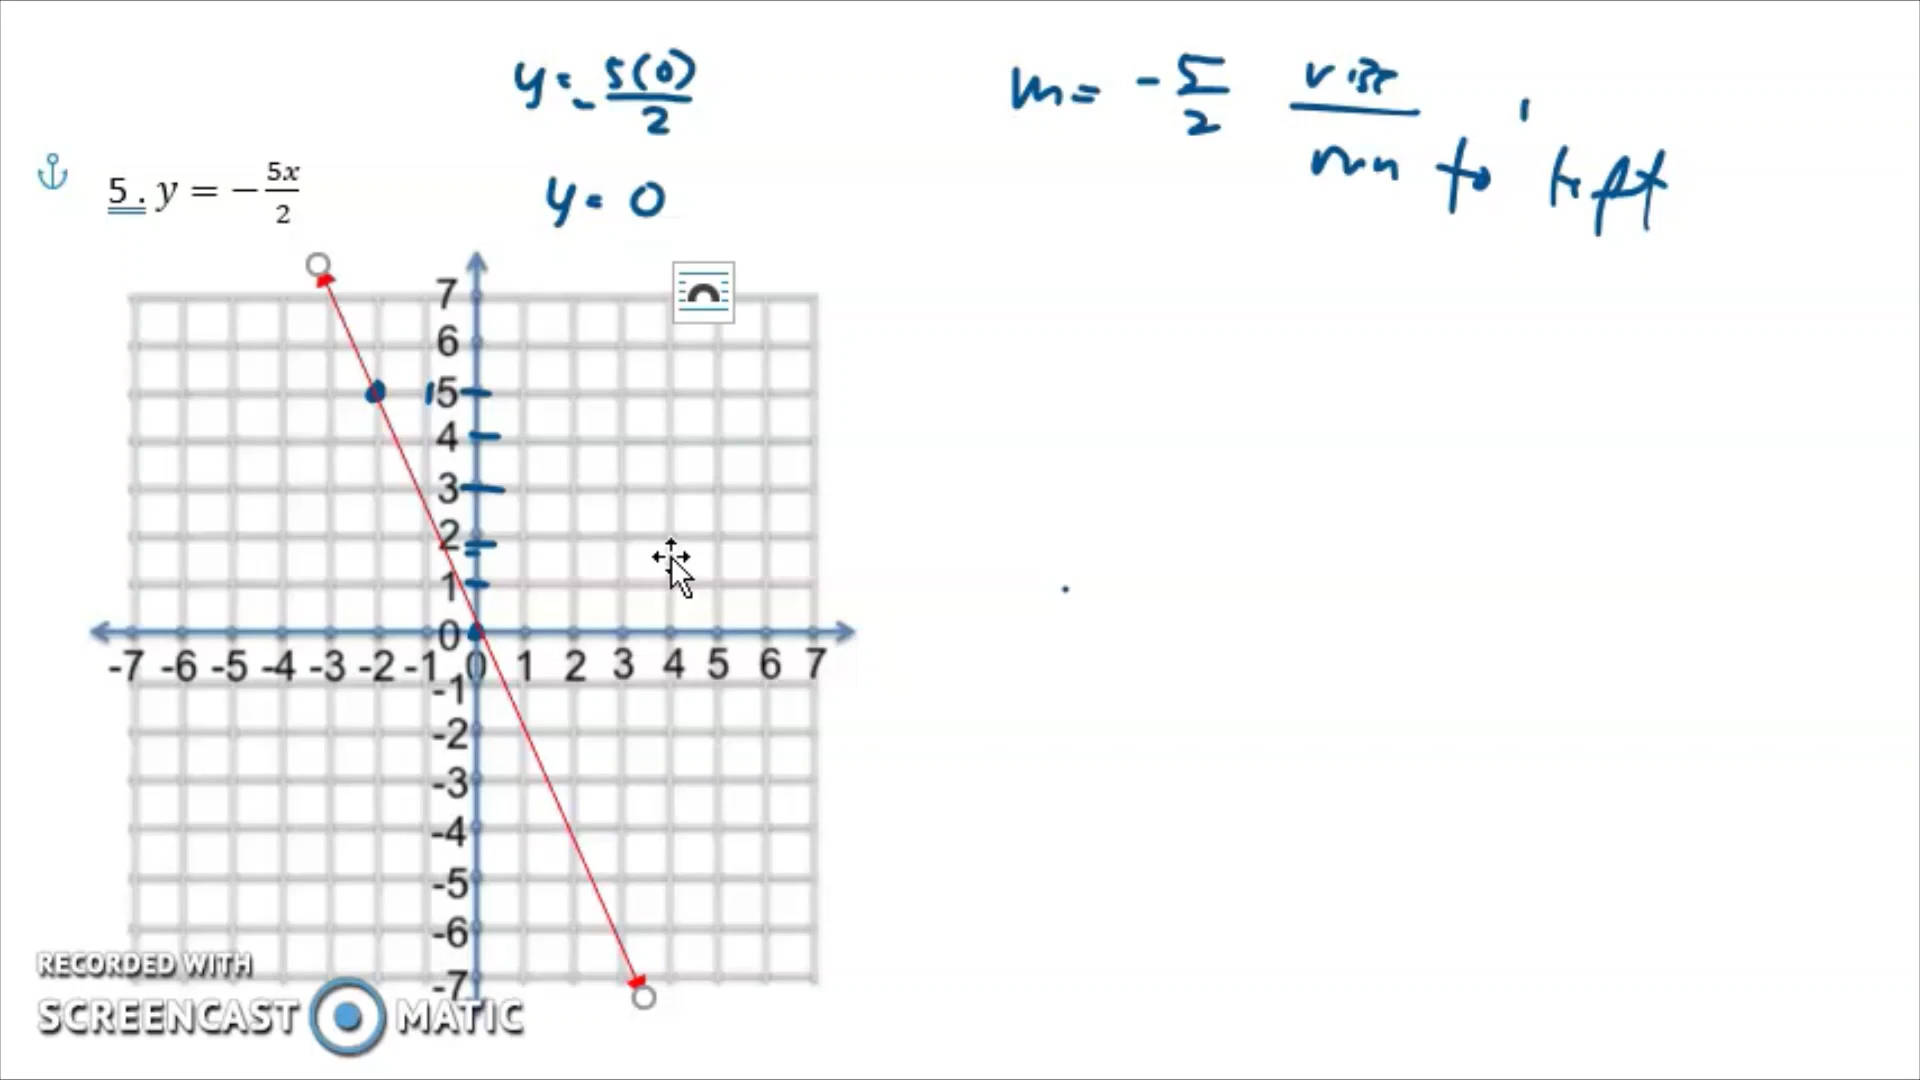 y = - 5(0)/2
m = - 5/2 rise/run to left
5. y = − 5x/2
y = 0
7
6
5
4
3
2
1
0
-7 -6 -5 -4 -3 -2 -1 0 1 2 3 4 5 6 7
-1
-2
-3
-4
-5
-6
-7
RECORDED WITH
SCREENCAST MATIC